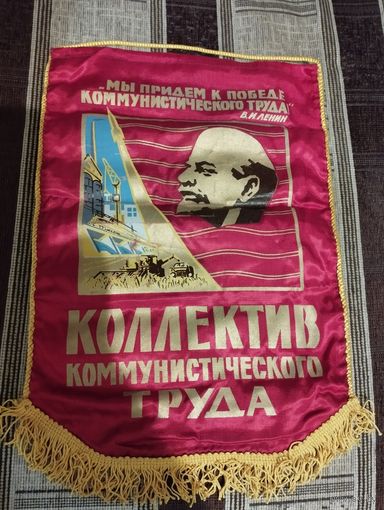 „МЫ ПРИДЕМ К ПОБЕДЕ
КОММУНИСТИЧЕСКОГО ТРУДА"
В.И.ЛЕНИН
КОЛЛЕКТИВ
КОММУНИСТИЧЕСКОГО
ТРУДА